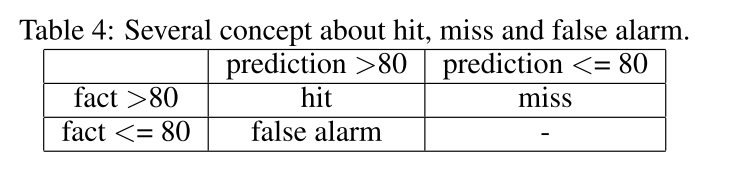 Table 4: Several concept about hit, miss and false alarm.
prediction >80 prediction <= 80
fact >80 hit miss
fact <= 80 false alarm -